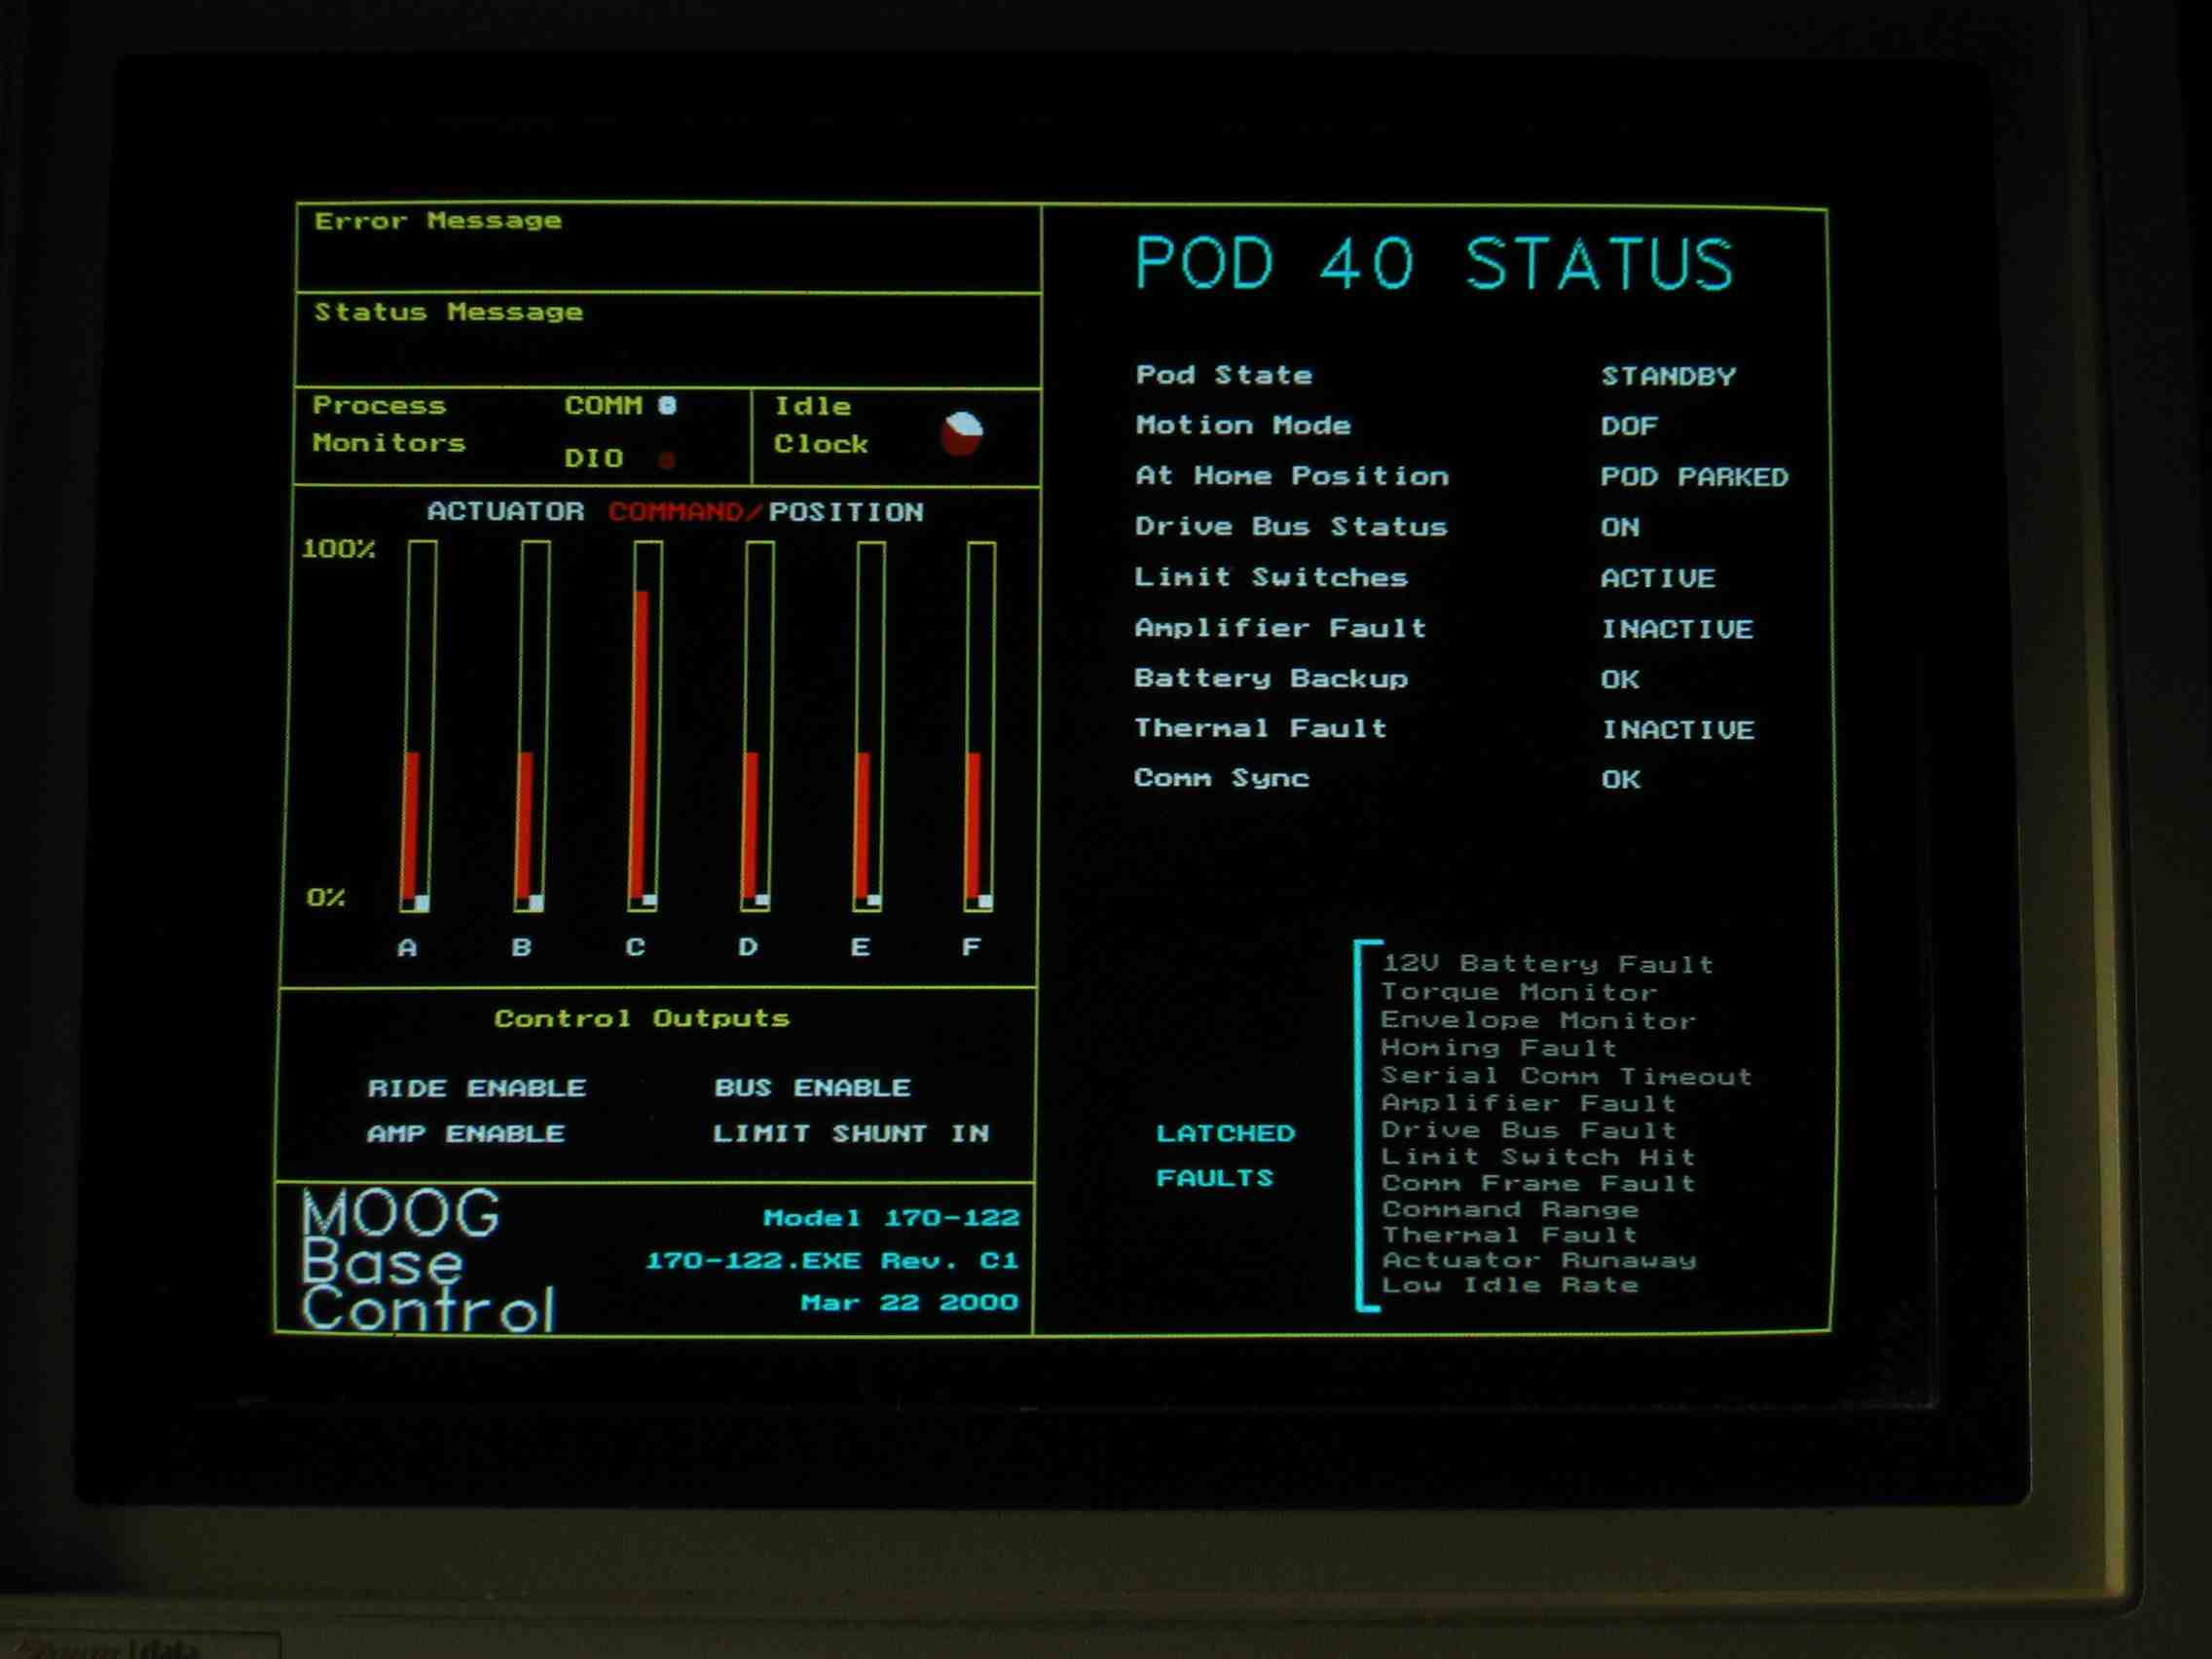 Error Message
Status Message
Process Monitors
COMM
DIO
Idle Clock
ACTUATOR COMMAND/POSITION
100%
0%
A B C D E F
Control Outputs
RIDE ENABLE BUS ENABLE
AMP ENABLE LIMIT SHUNT IN
MOOG
Base
Control
Model 170-122
170-122.EXE Rev. C1
Mar 22 2000
POD 40 STATUS
Pod State STANDBY
Motion Mode DOF
At Home Position POD PARKED
Drive Bus Status ON
Limit Switches ACTIVE
Amplifier Fault INACTIVE
Battery Backup OK
Thermal Fault INACTIVE
Comm Sync OK
LATCHED
FAULTS
12V Battery Fault
Torque Monitor
Envelope Monitor
Homing Fault
Serial Comm Timeout
Amplifier Fault
Drive Bus Fault
Limit Switch Hit
Comm Frame Fault
Command Range
Thermal Fault
Actuator Runaway
Low Idle Rate